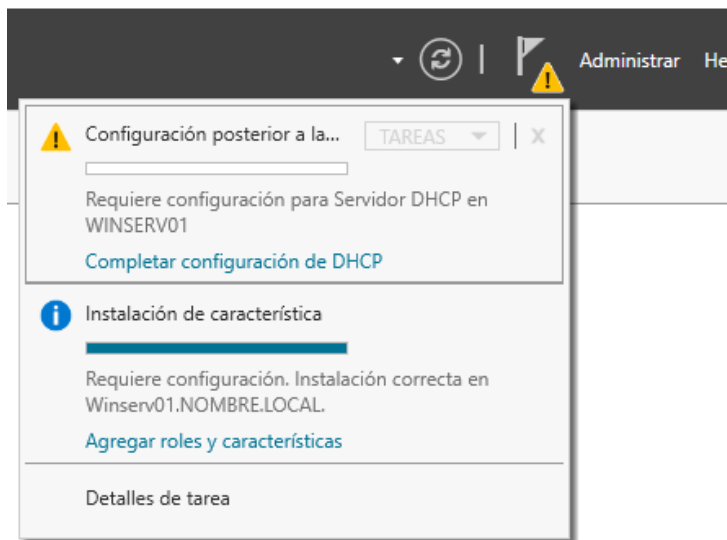 Administrar He
Configuración posterior a la... TAREAS X
Requiere configuración para Servidor DHCP en
WINSERV01
Completar configuración de DHCP
Instalación de característica
Requiere configuración. Instalación correcta en
Winserv01.NOMBRE.LOCAL.
Agregar roles y características
Detalles de tarea